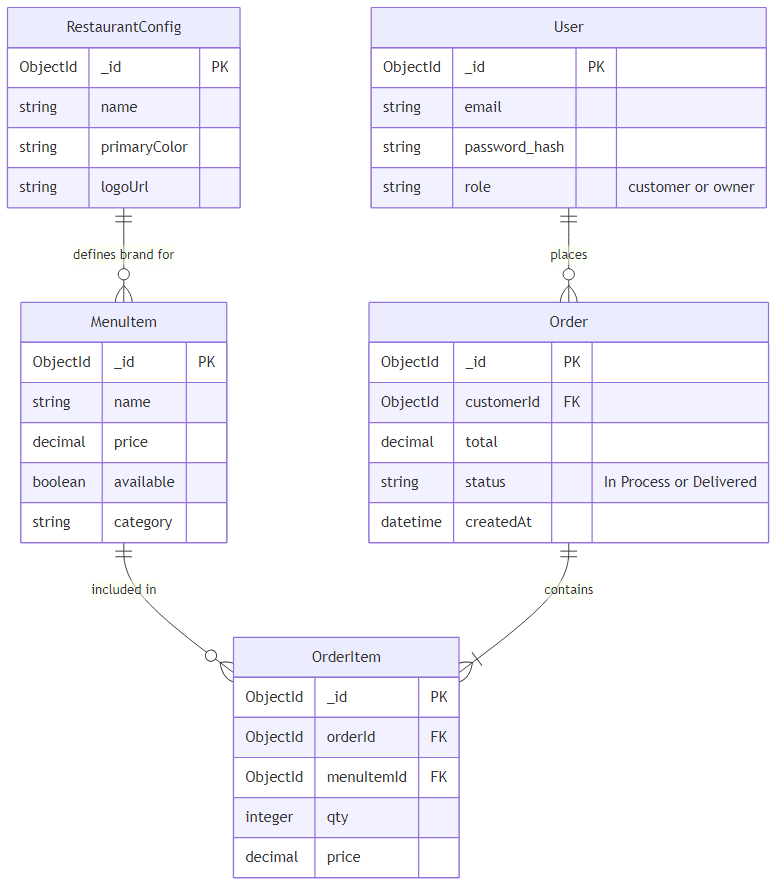 RestaurantConfig
ObjectId _id PK
string name
string primaryColor
string logoUrl
User
ObjectId _id PK
string email
string password_hash
string role customer or owner
defines brand for
places
MenuItem
ObjectId _id PK
string name
decimal price
boolean available
string category
Order
ObjectId _id PK
ObjectId customerId FK
decimal total
string status In Process or Delivered
datetime createdAt
included in
contains
OrderItem
ObjectId _id PK
ObjectId orderId FK
ObjectId menuItemId FK
integer qty
decimal price